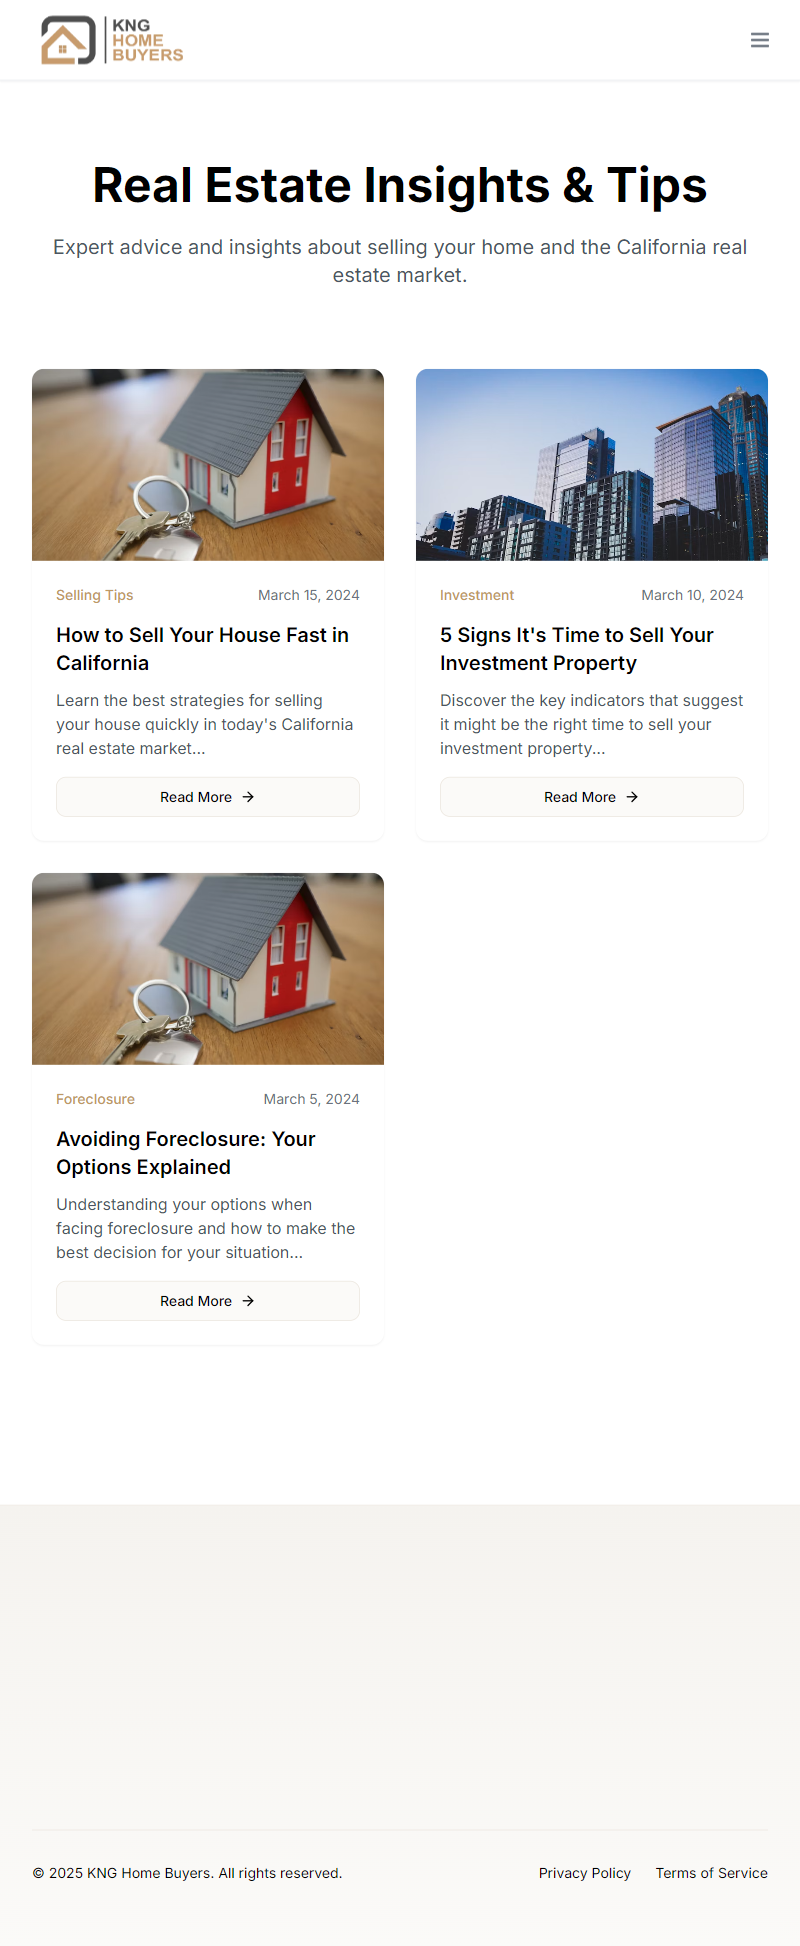 KNG
HOME
BUYERS
Real Estate Insights & Tips
Expert advice and insights about selling your home and the California real
estate market.
Selling Tips
March 15, 2024
How to Sell Your House Fast in
California
Learn the best strategies for selling
your house quickly in today's California
real estate market...
Read More
Investment
March 10, 2024
5 Signs It's Time to Sell Your
Investment Property
Discover the key indicators that suggest
it might be the right time to sell your
investment property...
Read More
Foreclosure
March 5, 2024
Avoiding Foreclosure: Your
Options Explained
Understanding your options when
facing foreclosure and how to make the
best decision for your situation...
Read More
© 2025 KNG Home Buyers. All rights reserved.
Privacy Policy
Terms of Service